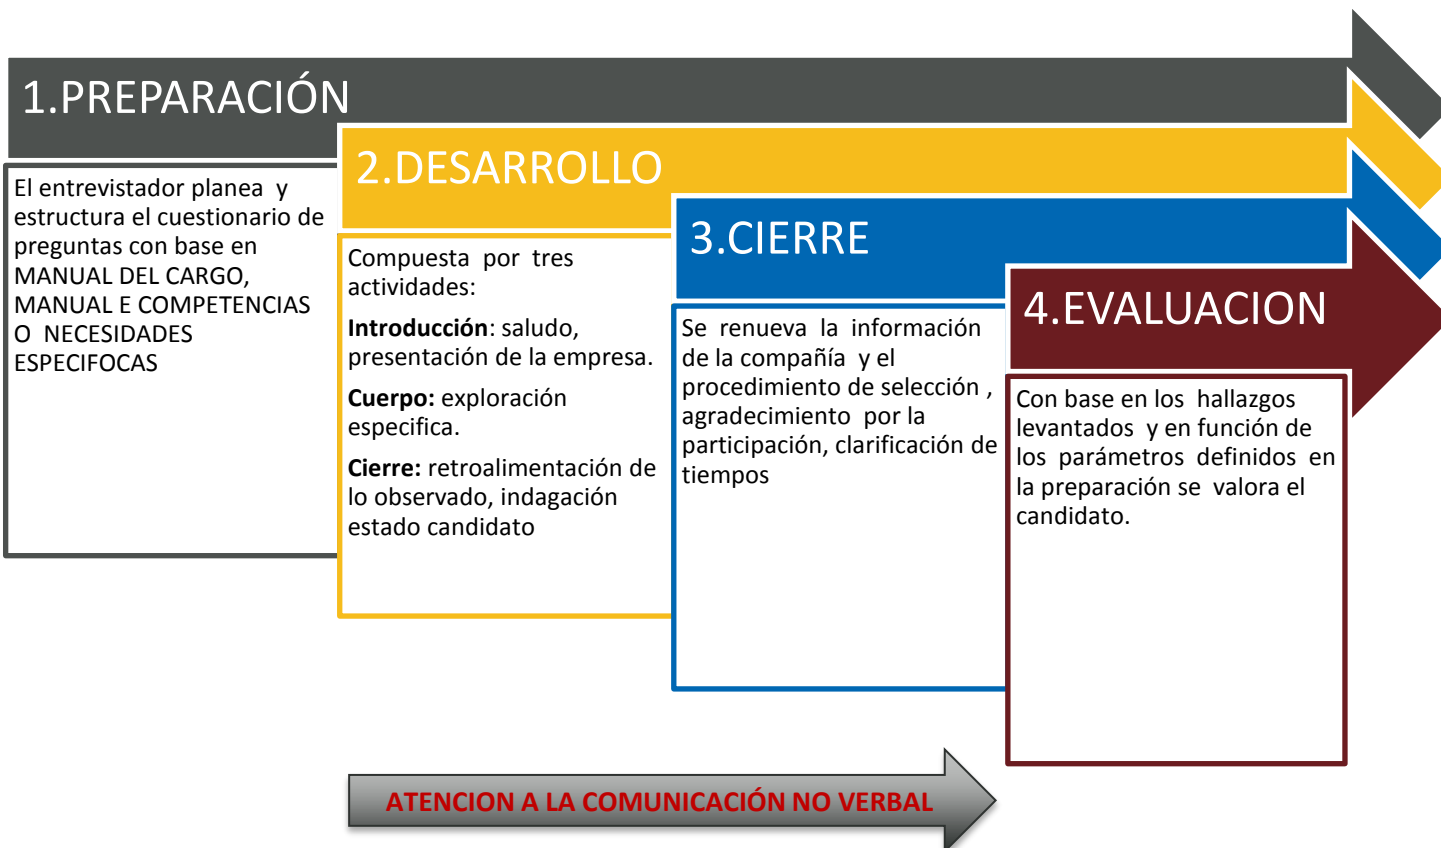 1.PREPARACIÓN
El entrevistador planea y
estructura el cuestionario de
preguntas con base en
MANUAL DEL CARGO,
MANUAL E COMPETENCIAS
O NECESIDADES
ESPECIFOCAS
2.DESARROLLO
Compuesta por tres
actividades:
Introducción: saludo,
presentación de la empresa.
Cuerpo: exploración
especifica.
Cierre: retroalimentación de
lo observado, indagación
estado candidato
3.CIERRE
Se renueva la información
de la compañía y el
procedimiento de selección ,
agradecimiento por la
participación, clarificación de
tiempos
4.EVALUACION
Con base en los hallazgos
levantados y en función de
los parámetros definidos en
la preparación se valora el
candidato.
ATENCION A LA COMUNICACIÓN NO VERBAL